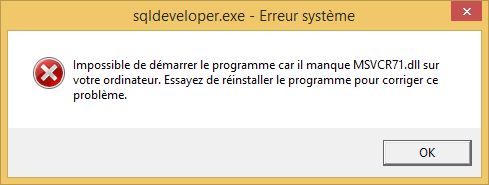 sqldeveloper.exe - Erreur système
Impossible de démarrer le programme car il manque MSVCR71.dll sur
votre ordinateur. Essayez de réinstaller le programme pour corriger ce
problème.
OK